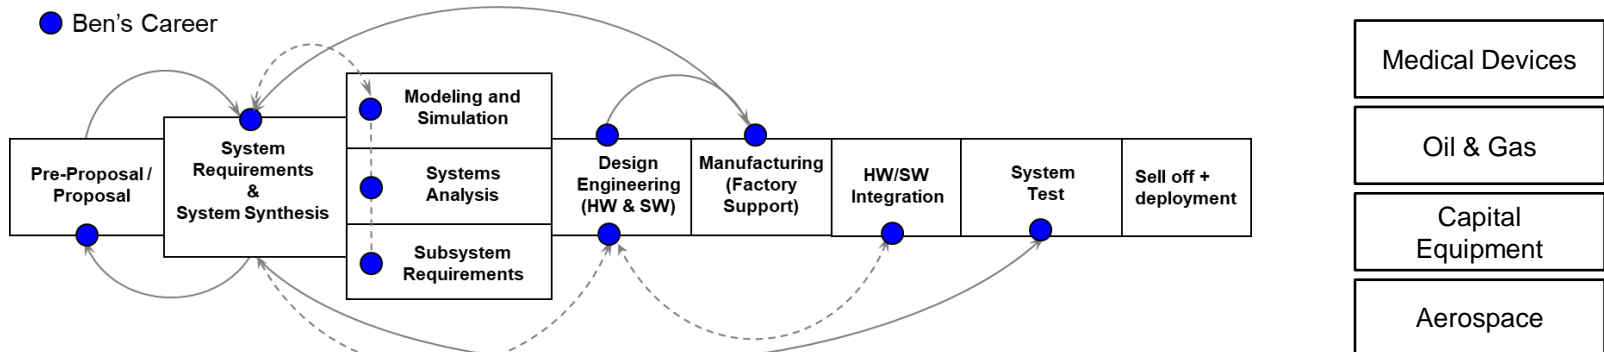 Ben's Career
Pre-Proposal /
Proposal
System
Requirements
&
System Synthesis
Modeling and
Simulation
Systems
Analysis
Subsystem
Requirements
Design
Engineering
(HW & SW)
Manufacturing
(Factory
Support)
HW/SW
Integration
System
Test
Sell off +
deployment
Medical Devices
Oil & Gas
Capital
Equipment
Aerospace